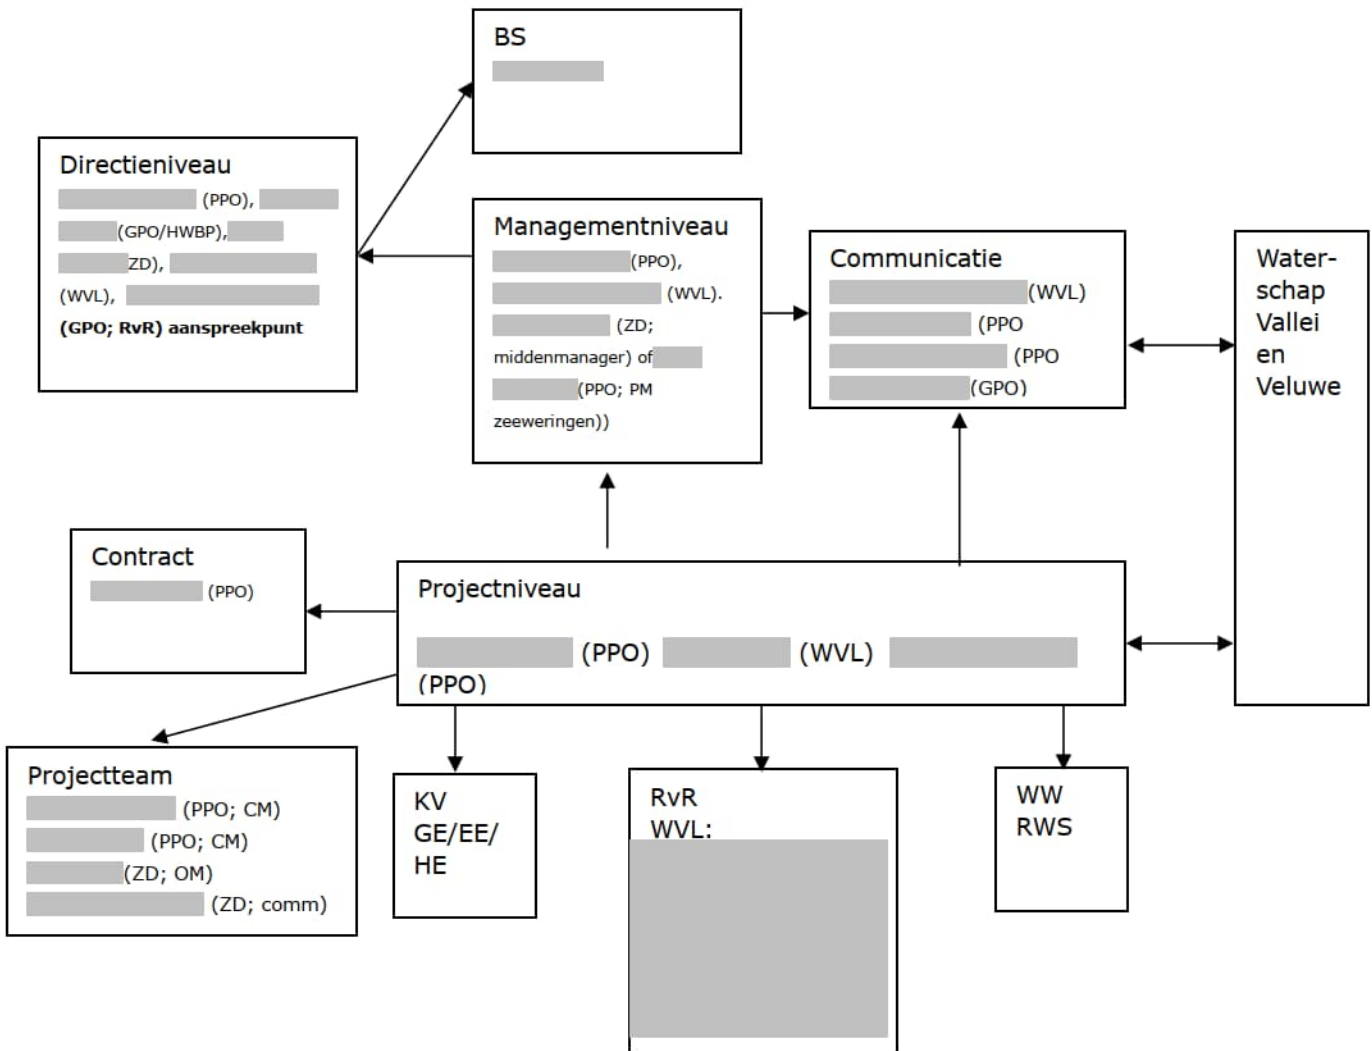 BS
Directieniveau
(PPO),
(GPO/HWBP),
ZD),
(WVL),
(GPO; RvR) aanspreekpunt
Managementniveau
(PPO),
(WVL).
(ZD;
middenmanager) of
(PPO; PM
zeeweringen))
Communicatie
(WVL)
(PPO
(PPO
(GPO)
Water-
schap
Vallei
en
Veluwe
Contract
(PPO)
Projectniveau
(PPO) (WVL)
(PPO)
Projectteam
(PPO; CM)
(PPO; CM)
(ZD; OM)
(ZD; comm)
KV
GE/EE/
HE
RvR
WVL:
WW
RWS